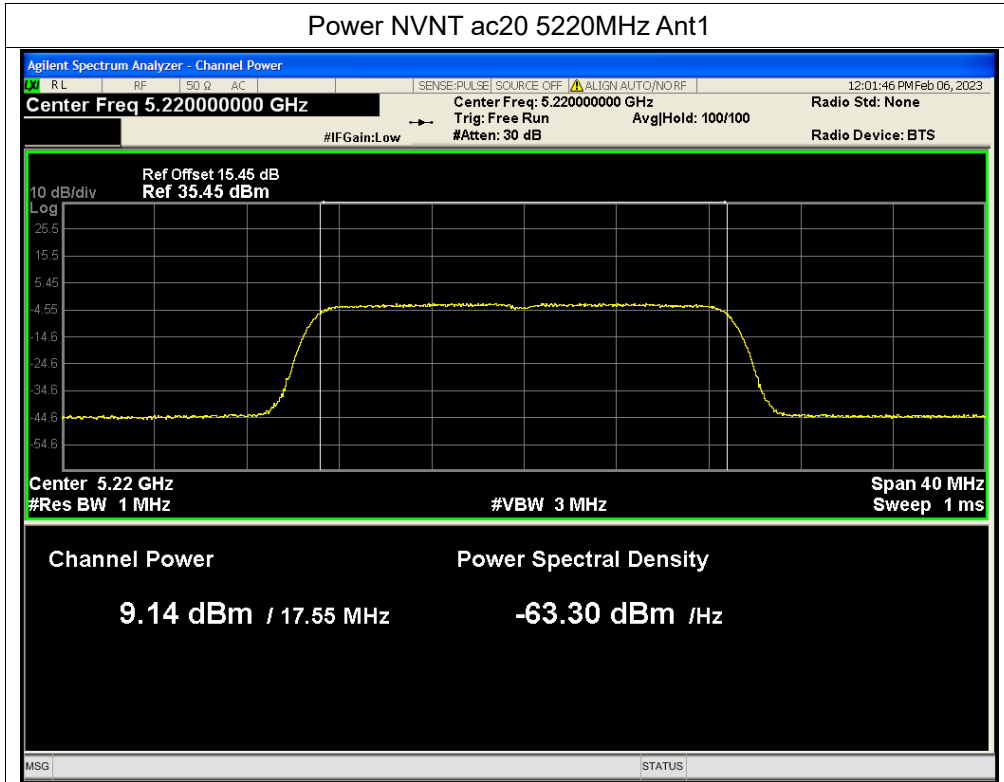 Power NVNT ac20 5220MHz Ant1
Agilent Spectrum Analyzer - Channel Power
LXI RL RF 50 Ω AC SENSE:PULSE SOURCE OFF ALIGN AUTO/NO RF 12:01:46 PM Feb 06, 2023
Center Freq 5.220000000 GHz
Center Freq: 5.220000000 GHz
Radio Std: None
Trig: Free Run Avg|Hold: 100/100
#IFGain:Low
#Atten: 30 dB
Radio Device: BTS
Ref Offset 15.45 dB
10 dB/div Ref 35.45 dBm
Log
25.5
15.5
5.45
-4.55
-14.6
-24.6
-34.6
-44.6
-54.6
Center 5.22 GHz Span 40 MHz
#Res BW 1 MHz #VBW 3 MHz Sweep 1 ms
Channel Power Power Spectral Density
9.14 dBm / 17.55 MHz -63.30 dBm /Hz
MSG STATUS